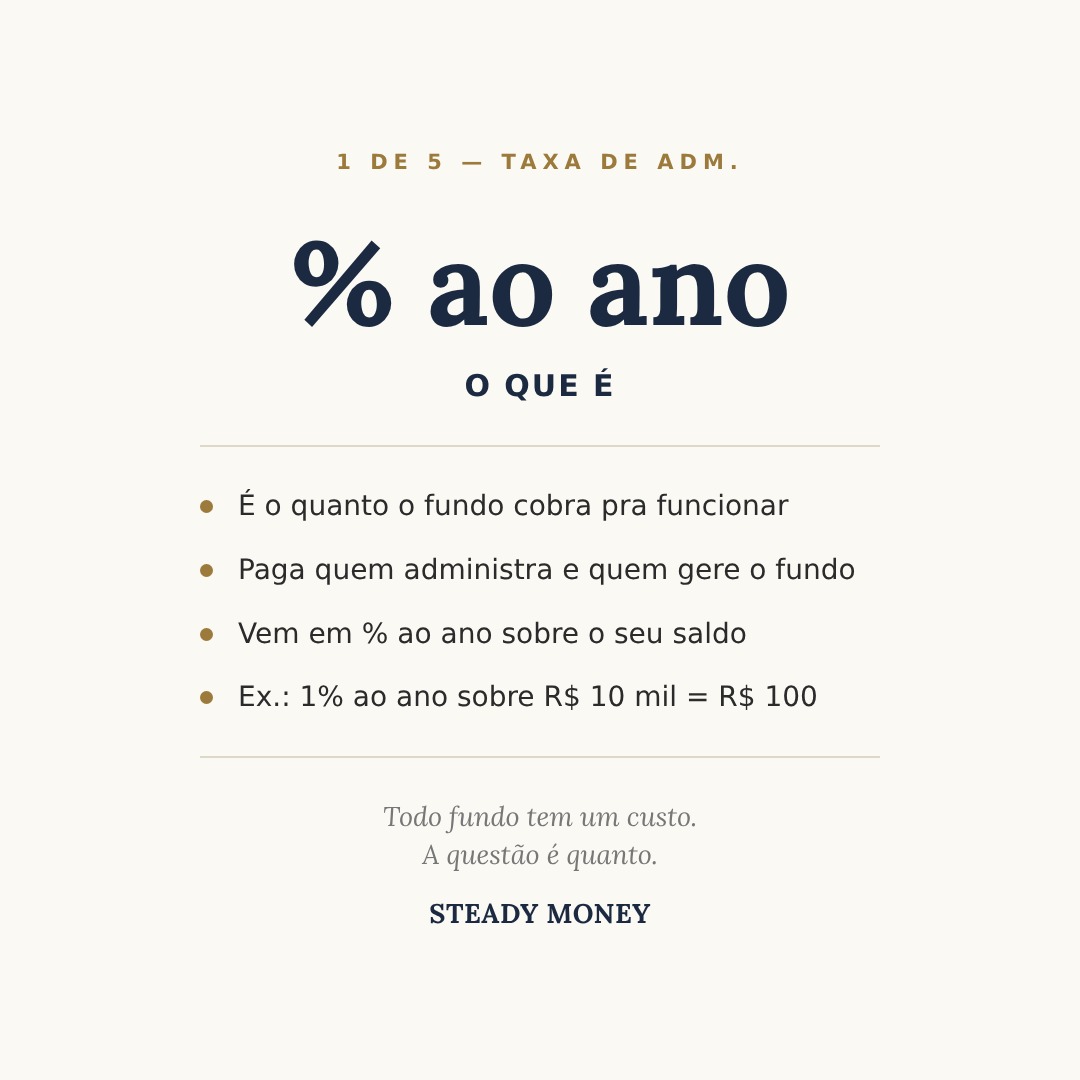 1 DE 5 — TAXA DE ADM.
% ao ano
O QUE É
É o quanto o fundo cobra pra funcionar
Paga quem administra e quem gere o fundo
Vem em % ao ano sobre o seu saldo
Ex.: 1% ao ano sobre R$ 10 mil = R$ 100
Todo fundo tem um custo.
A questão é quanto.
STEADY MONEY